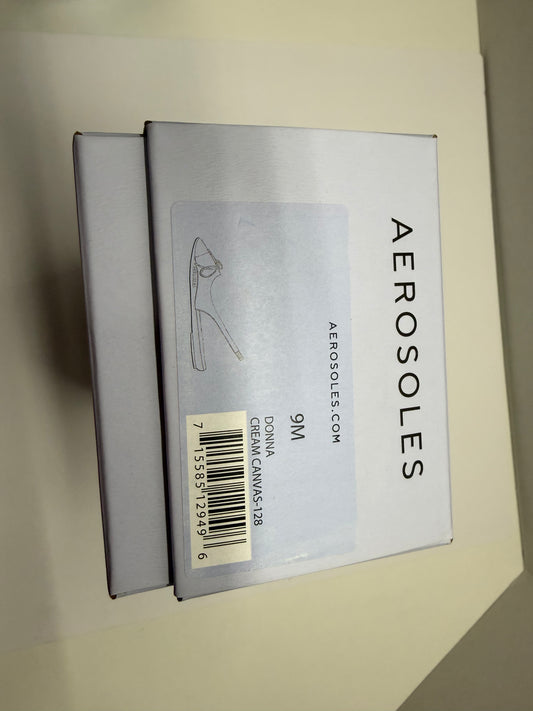 AEROSOLES
AEROSOLES.COM
9M
DONNA
CREAM CANVAS-128
7 15585 12949 6